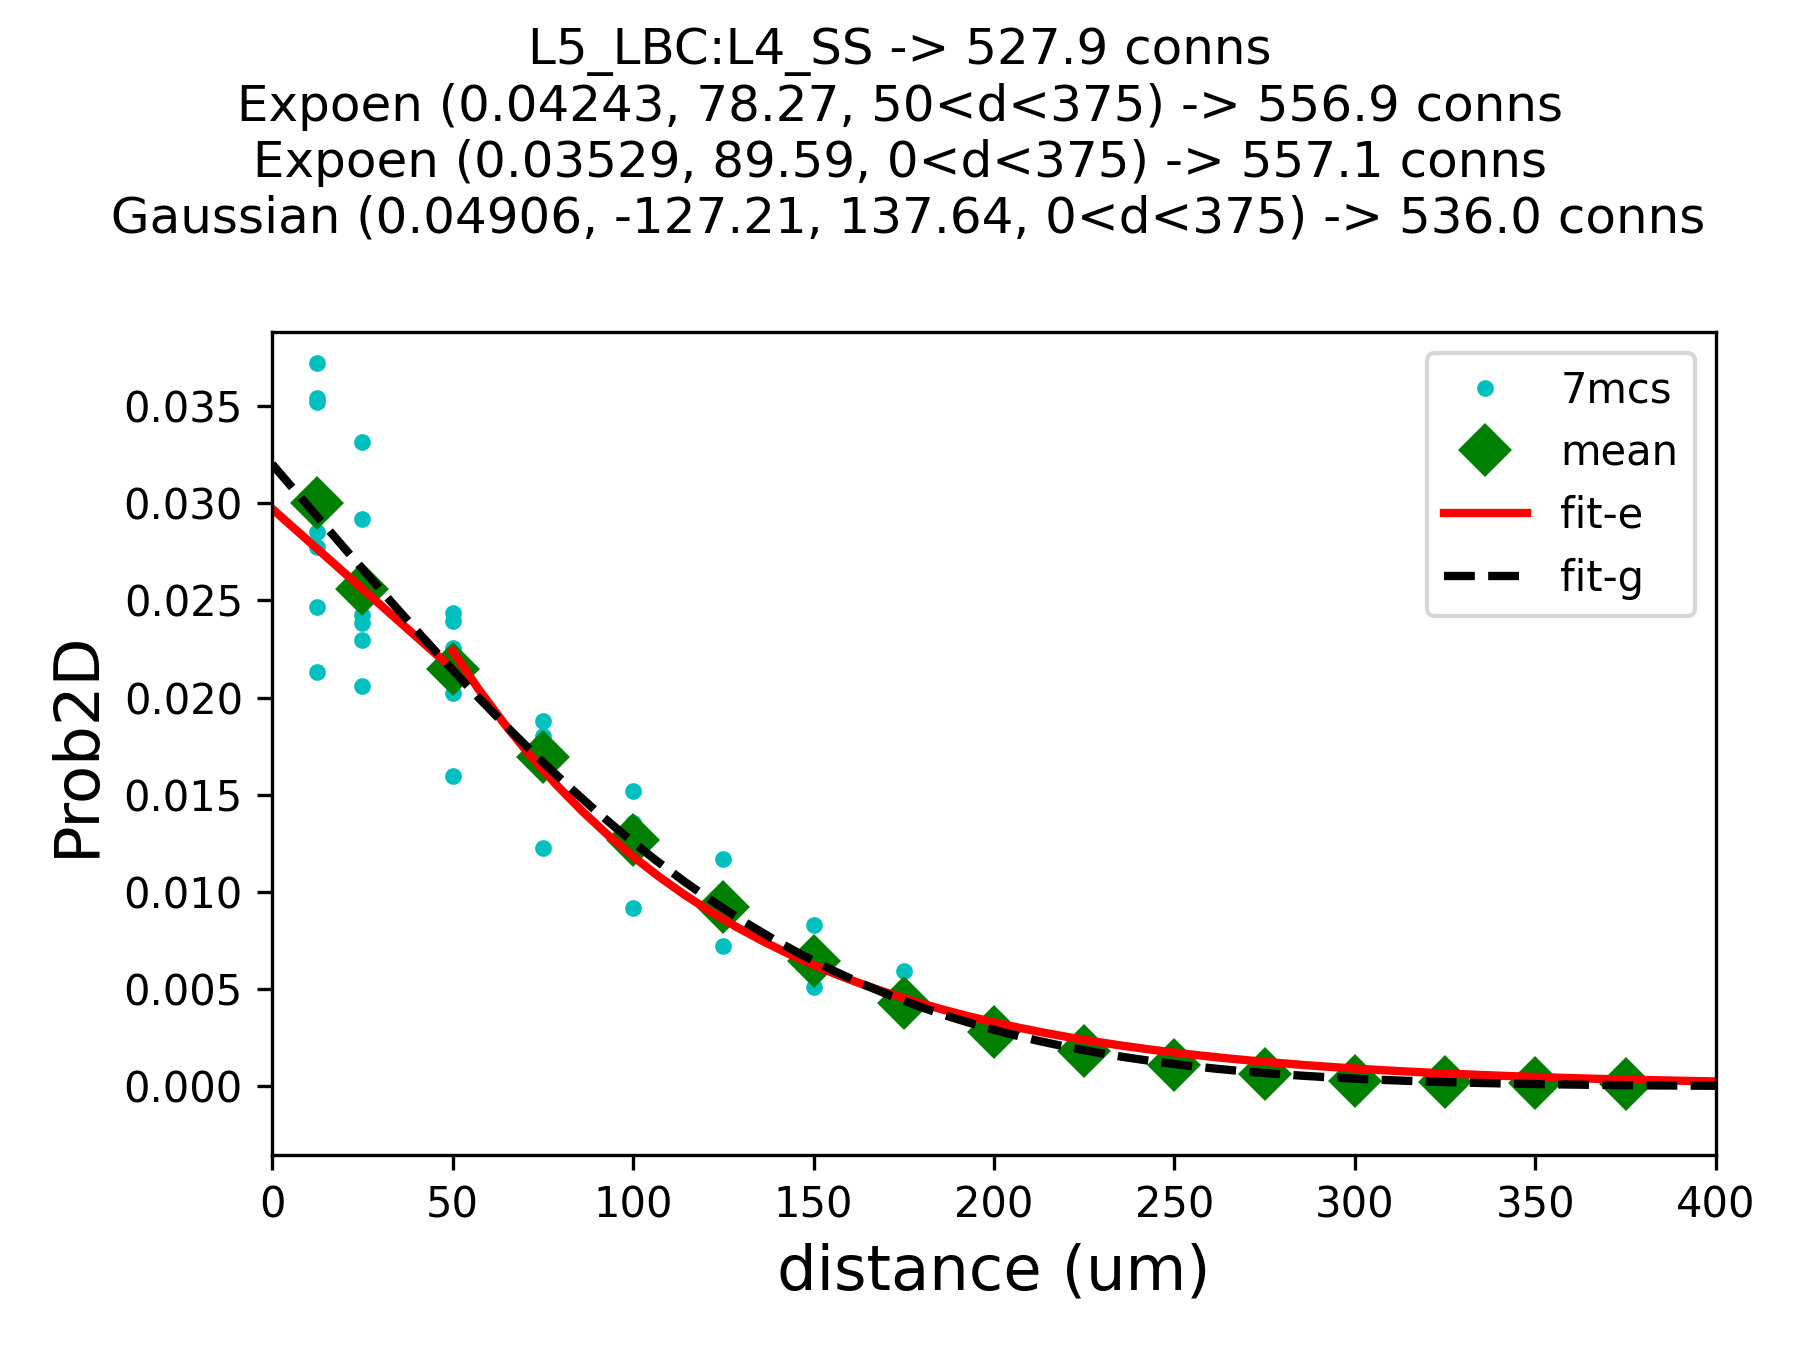 L5_LBC:L4_SS -> 527.9 conns
Expoen (0.04243, 78.27, 50<d<375) -> 556.9 conns
Expoen (0.03529, 89.59, 0<d<375) -> 557.1 conns
Gaussian (0.04906, -127.21, 137.64, 0<d<375) -> 536.0 conns
7mcs
mean
fit-e
fit-g
Prob2D
0.035
0.030
0.025
0.020
0.015
0.010
0.005
0.000
0 50 100 150 200 250 300 350 400
distance (um)